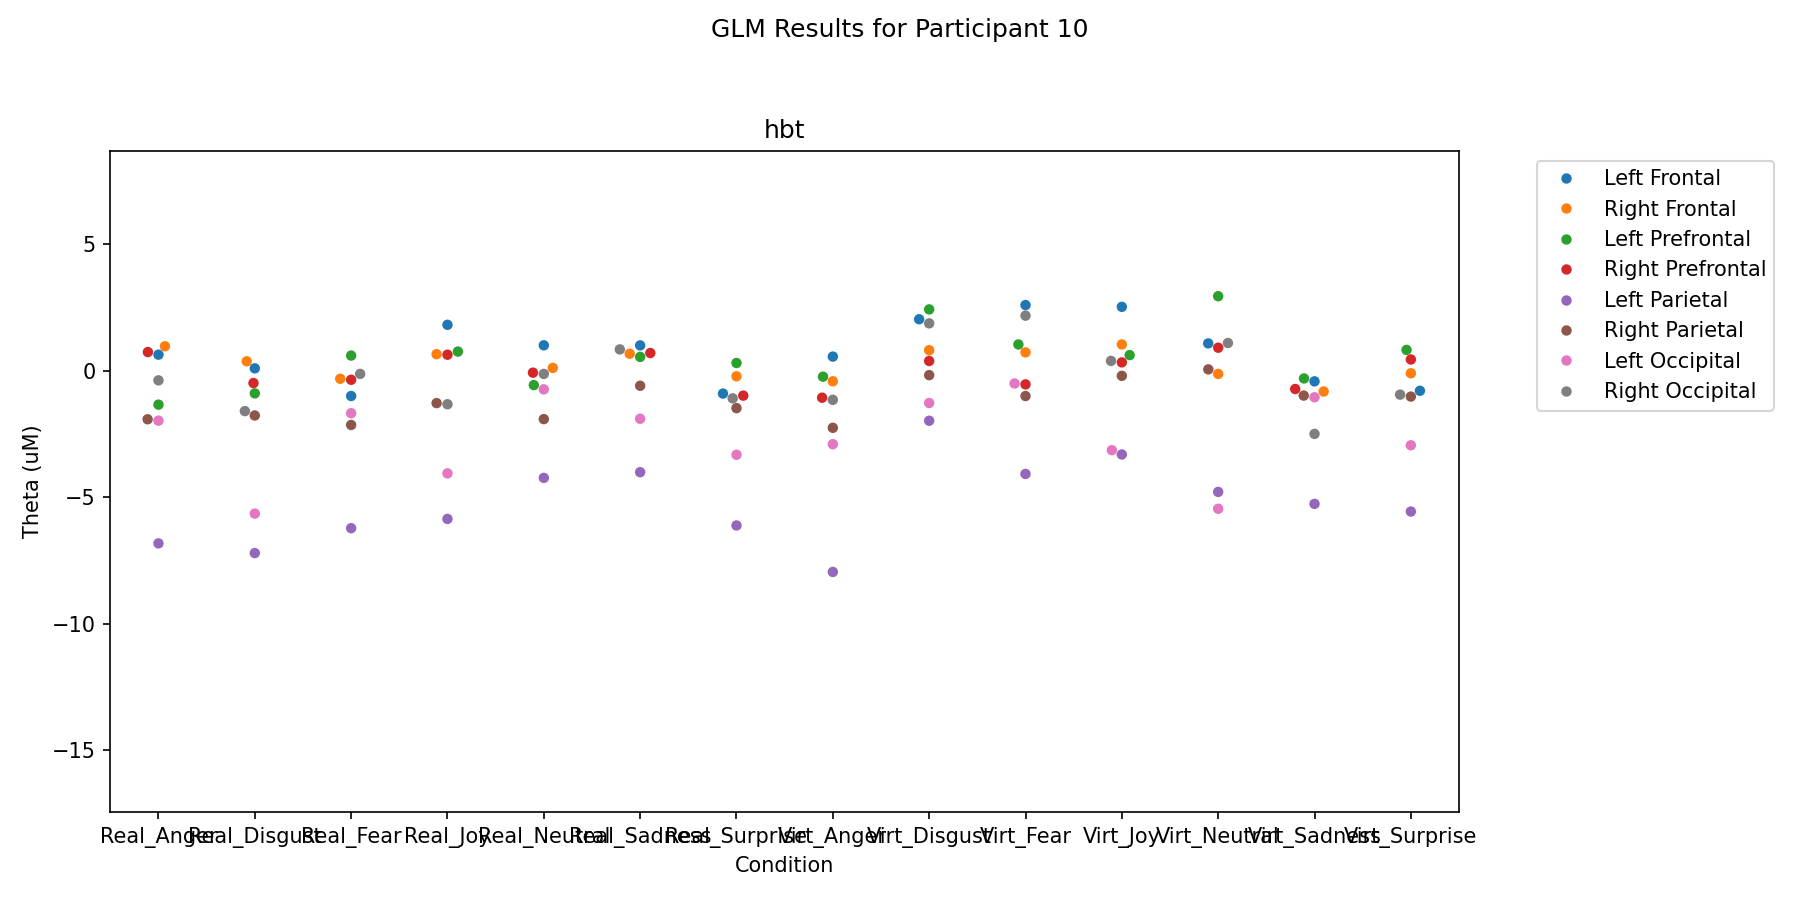 GLM Results for Participant 10
hbt
Left Frontal
Right Frontal
Left Prefrontal
Right Prefrontal
Left Parietal
Right Parietal
Left Occipital
Right Occipital
Theta (uM)
5
0
−5
−10
−15
Real_Anger Real_Disgust Real_Fear Real_Joy Real_Neutral Real_Sadness Real_Surprise Virt_Anger Virt_Disgust Virt_Fear Virt_Joy Virt_Neutral Virt_Sadness Virt_Surprise
Condition